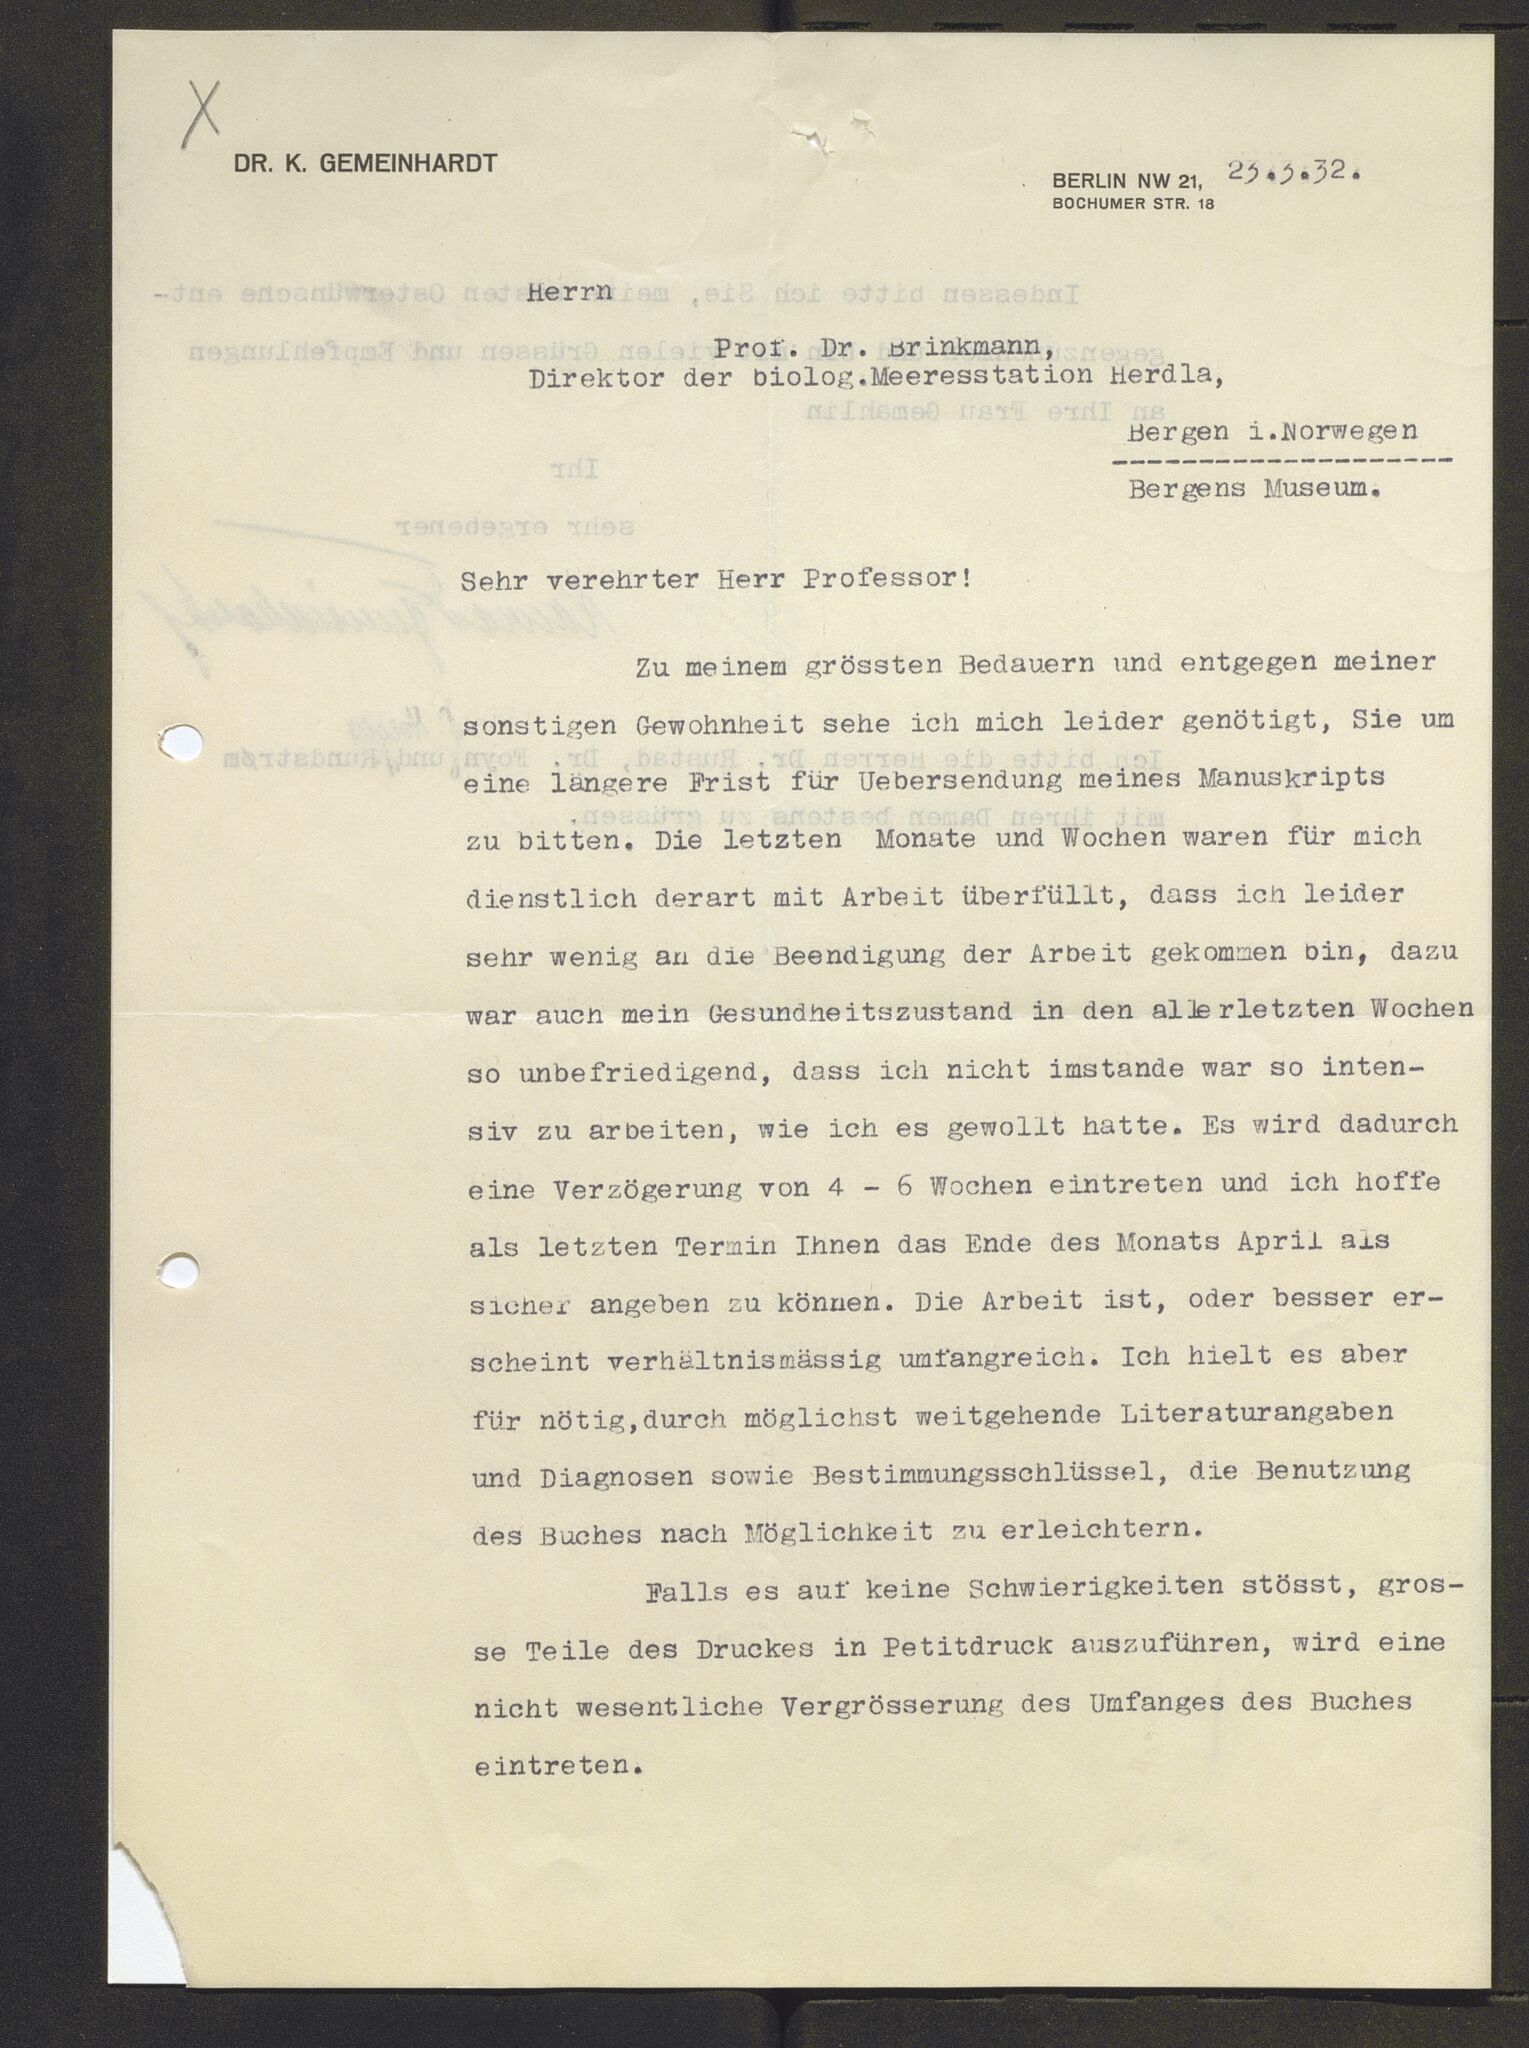 X
DR. K. GEMEINHARDT
BERLIN NW 21, 23.3.32.
BOCHUMER STR. 18
Herrn
Prof. Dr. Brinkmann,
Direktor der biolog.Meeresstation Herdla,
Bergen i.Norwegen
--------------------
Bergens Museum.
Sehr verehrter Herr Professor!
Zu meinem grössten Bedauern und entgegen meiner
sonstigen Gewohnheit sehe ich mich leider genötigt, Sie um
eine längere Frist für Uebersendung meines Manuskripts
zu bitten. Die letzten Monate und Wochen waren für mich
dienstlich derart mit Arbeit überfüllt, dass ich leider
sehr wenig an die Beendigung der Arbeit gekommen bin, dazu
war auch mein Gesundheitszustand in den allerletzten Wochen
so unbefriedigend, dass ich nicht imstande war so inten-
siv zu arbeiten, wie ich es gewollt hatte. Es wird dadurch
eine Verzögerung von 4 - 6 Wochen eintreten und ich hoffe
als letzten Termin Ihnen das Ende des Monats April als
sicher angeben zu können. Die Arbeit ist, oder besser er-
scheint verhältnismässig umfangreich. Ich hielt es aber
für nötig,durch möglichst weitgehende Literaturangaben
und Diagnosen sowie Bestimmungsschlüssel, die Benutzung
des Buches nach Möglichkeit zu erleichtern.
Falls es auf keine Schwierigkeiten stösst, gros-
se Teile des Druckes in Petitdruck auszuführen, wird eine
nicht wesentliche Vergrösserung des Umfanges des Buches
eintreten.